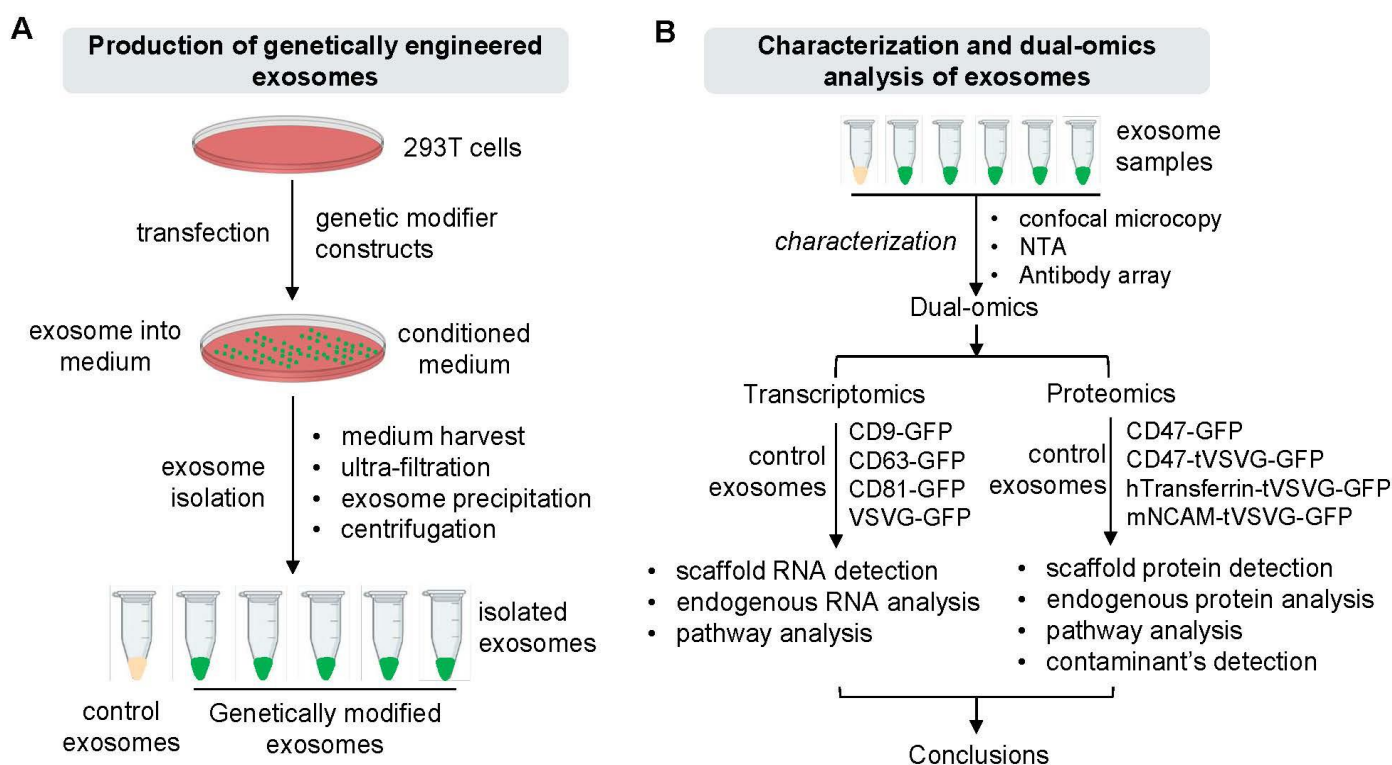 A
Production of genetically engineered
exosomes
293T cells
transfection
genetic modifier
constructs
exosome into
medium
conditioned
medium
exosome
isolation
• medium harvest
• ultra-filtration
• exosome precipitation
• centrifugation
isolated
exosomes
control
exosomes
Genetically modified
exosomes
B
Characterization and dual-omics
analysis of exosomes
exosome
samples
characterization
• confocal microcopy
• NTA
• Antibody array
Dual-omics
Transcriptomics
control
exosomes
CD9-GFP
CD63-GFP
CD81-GFP
VSVG-GFP
• scaffold RNA detection
• endogenous RNA analysis
• pathway analysis
Proteomics
control
exosomes
CD47-GFP
CD47-tVSVG-GFP
hTransferrin-tVSVG-GFP
mNCAM-tVSVG-GFP
• scaffold protein detection
• endogenous protein analysis
• pathway analysis
• contaminant's detection
Conclusions